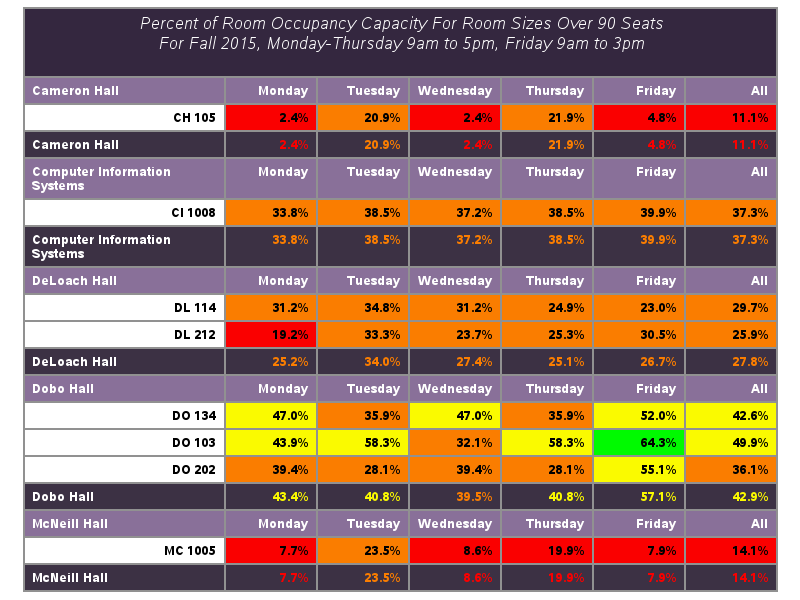 Percent of Room Occupancy Capacity For Room Sizes Over 90 Seats
For Fall 2015, Monday-Thursday 9am to 5pm, Friday 9am to 3pm
Cameron Hall Monday Tuesday Wednesday Thursday Friday All
CH 105 2.4% 20.9% 2.4% 21.9% 4.8% 11.1%
Cameron Hall 2.4% 20.9% 2.4% 21.9% 4.8% 11.1%
Computer Information Monday Tuesday Wednesday Thursday Friday All
Systems
CI 1008 33.8% 38.5% 37.2% 38.5% 39.9% 37.3%
Computer Information 33.8% 38.5% 37.2% 38.5% 39.9% 37.3%
Systems
DeLoach Hall Monday Tuesday Wednesday Thursday Friday All
DL 114 31.2% 34.8% 31.2% 24.9% 23.0% 29.7%
DL 212 19.2% 33.3% 23.7% 25.3% 30.5% 25.9%
DeLoach Hall 25.2% 34.0% 27.4% 25.1% 26.7% 27.8%
Dobo Hall Monday Tuesday Wednesday Thursday Friday All
DO 134 47.0% 35.9% 47.0% 35.9% 52.0% 42.6%
DO 103 43.9% 58.3% 32.1% 58.3% 64.3% 49.9%
DO 202 39.4% 28.1% 39.4% 28.1% 55.1% 36.1%
Dobo Hall 43.4% 40.8% 39.5% 40.8% 57.1% 42.9%
McNeill Hall Monday Tuesday Wednesday Thursday Friday All
MC 1005 7.7% 23.5% 8.6% 19.9% 7.9% 14.1%
McNeill Hall 7.7% 23.5% 8.6% 19.9% 7.9% 14.1%